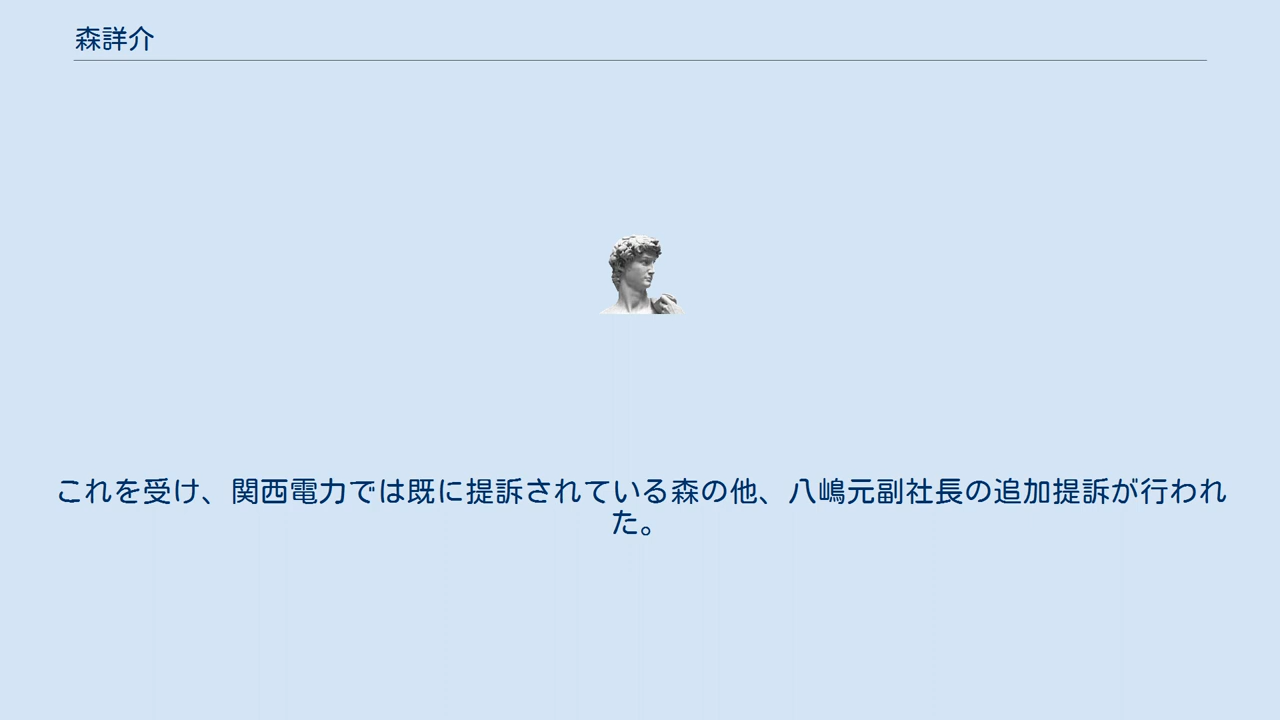 森詳介
これを受け、関西電力では既に提訴されている森の他、八嶋元副社長の追加提訴が行われ
た。